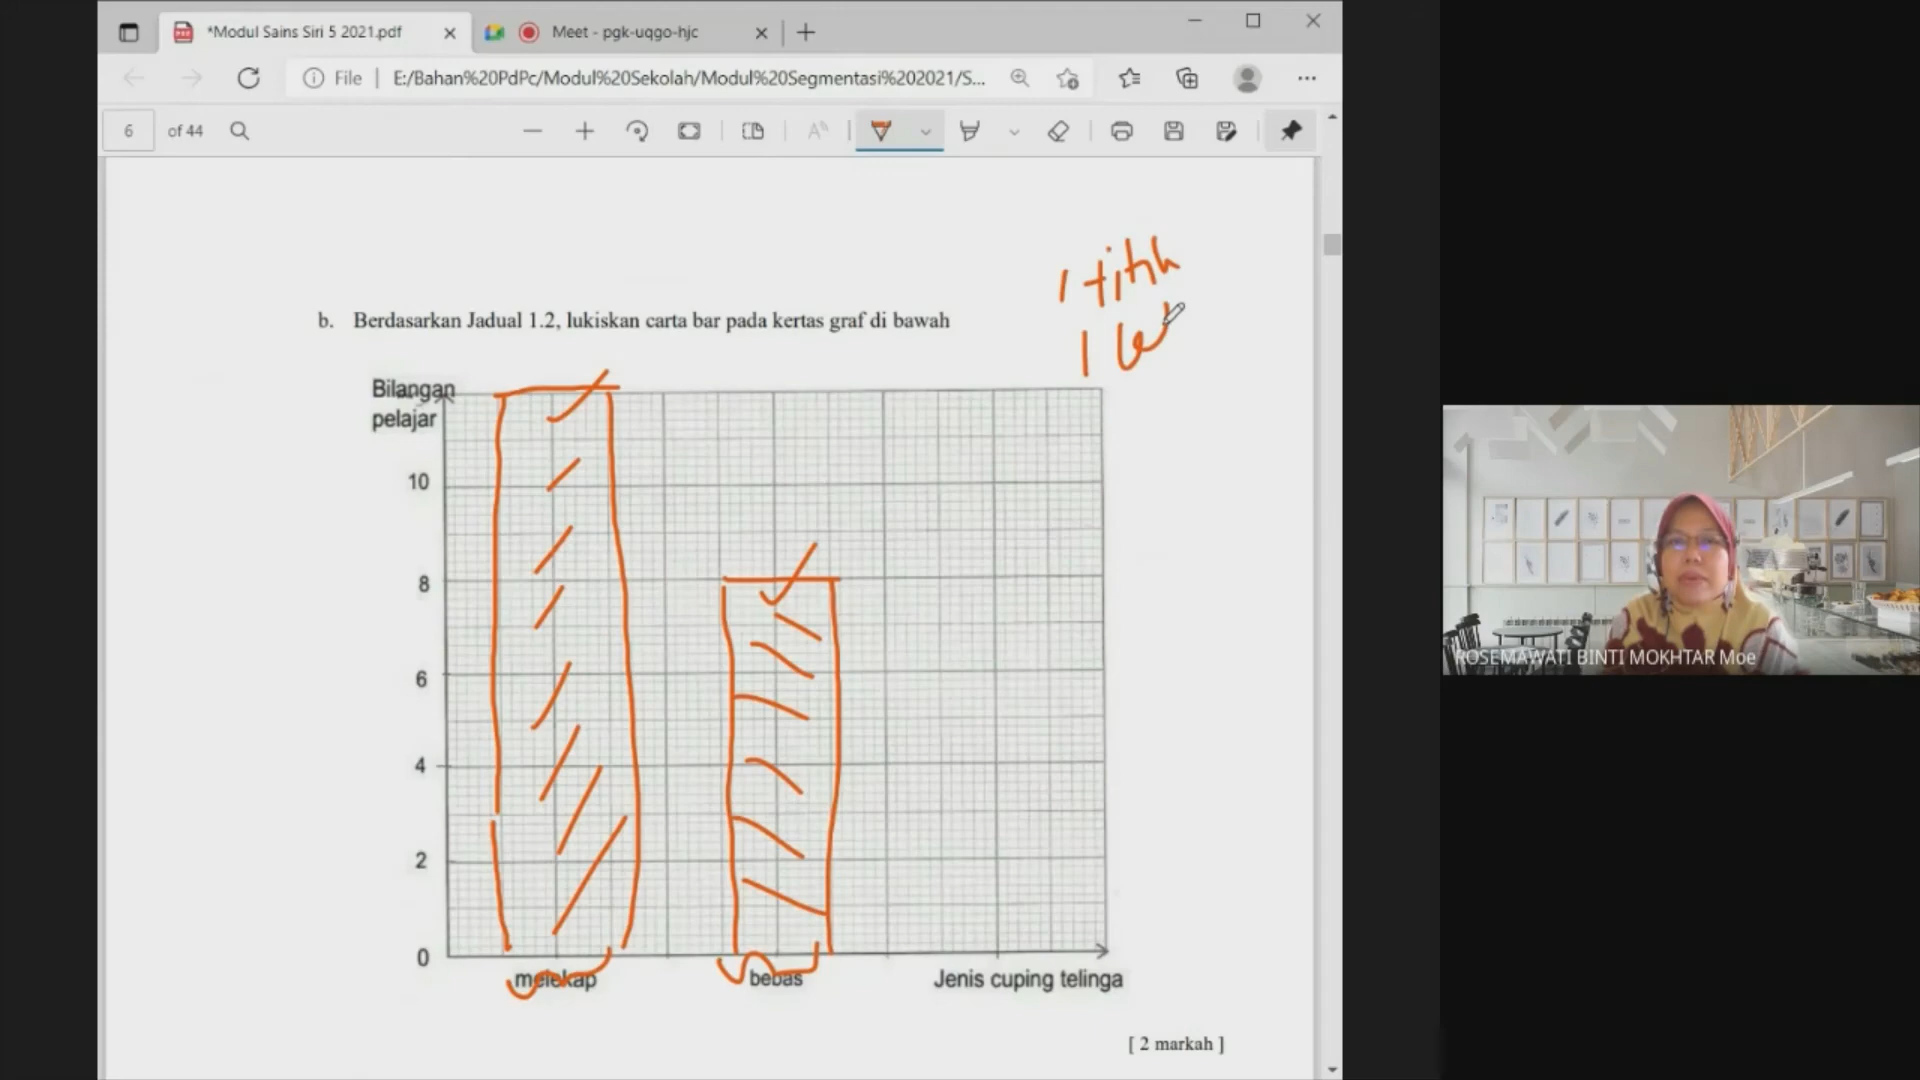 *Modul Sains Siri 5 2021.pdf
Meet - pgk-uqgo-hjc
File
E:/Bahan%20PdPc/Modul%20Sekolah/Modul%20Segmentasi%202021/S...
6 of 44
1 titik
1
b. Berdasarkan Jadual 1.2, lukiskan carta bar pada kertas graf di bawah
Bilangan
pelajar
10
8
6
4
2
0
melekap
bebas
Jenis cuping telinga
[ 2 markah ]
ROSEMAWATI BINTI MOKHTAR Moe